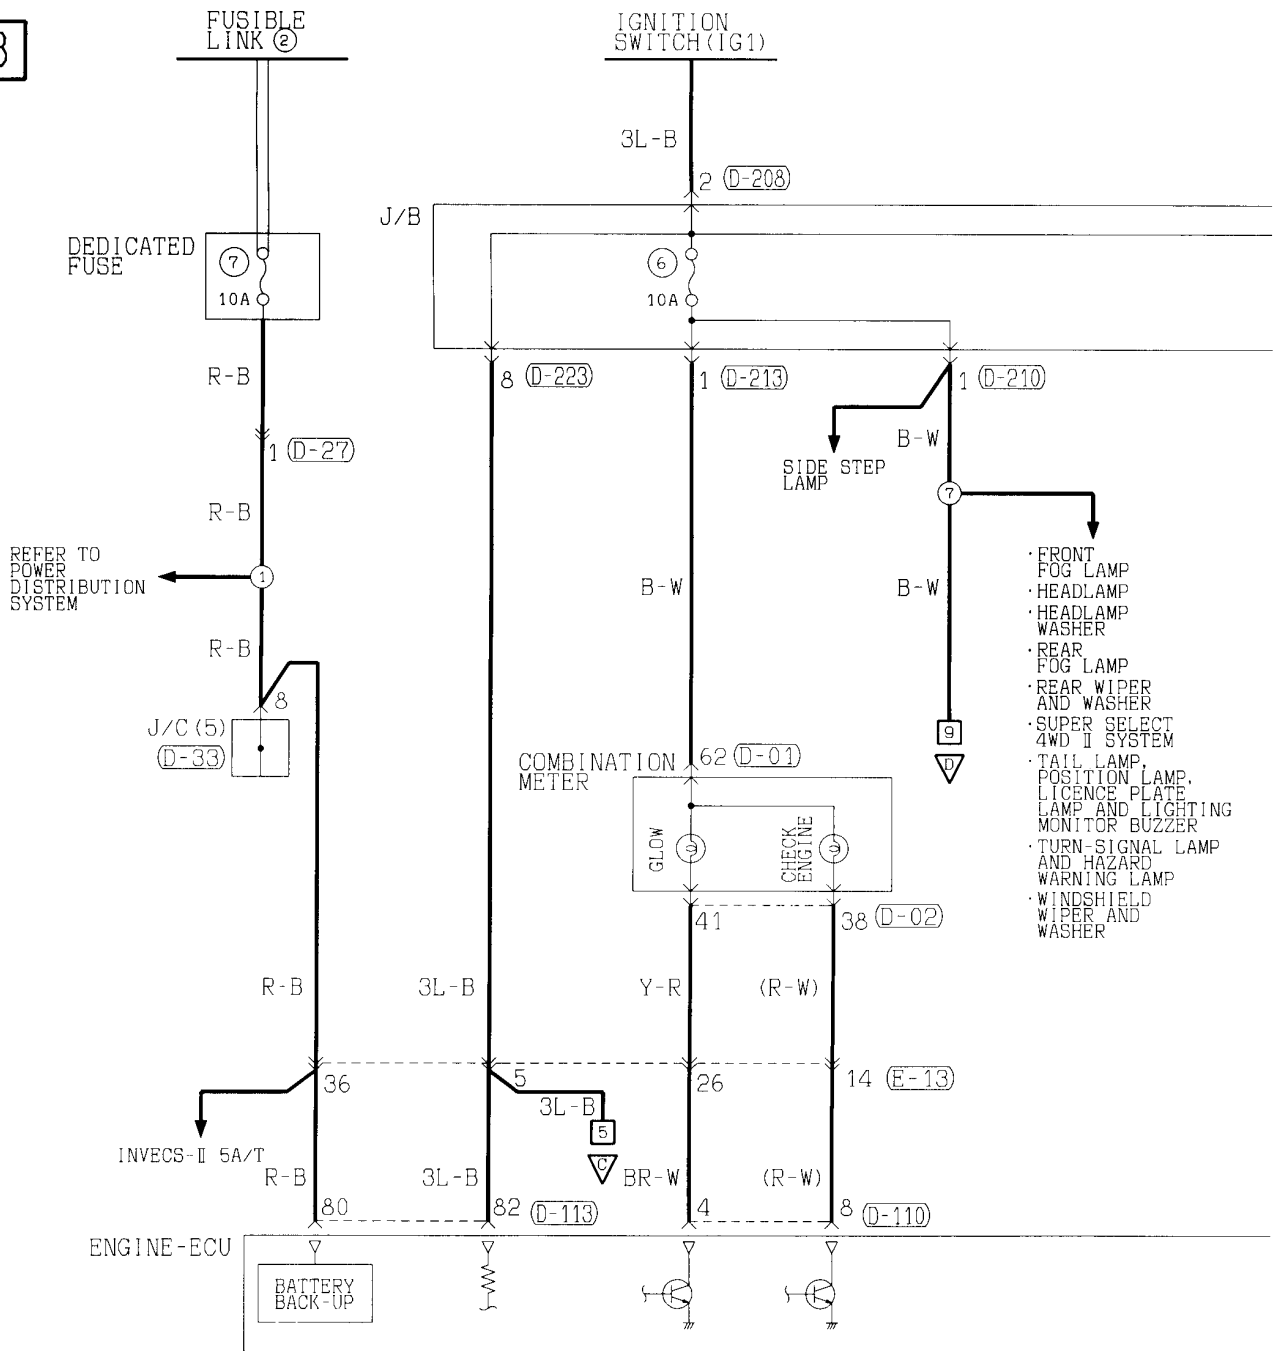 FUSIBLE
LINK ②
IGNITION
SWITCH(IG1)
3L-B
2 (D-208)
J/B
DEDICATED
FUSE
7
10A
6
10A
R-B
8 (D-223)
1 (D-213)
1 (D-210)
1 (D-27)
B-W
SIDE STEP
LAMP
7
R-B
REFER TO
POWER
DISTRIBUTION
SYSTEM
1
B-W
B-W
·FRONT
FOG LAMP
·HEADLAMP
·HEADLAMP
WASHER
·REAR
FOG LAMP
·REAR WIPER
AND WASHER
·SUPER SELECT
4WD Ⅱ SYSTEM
·TAIL LAMP,
POSITION LAMP,
LICENCE PLATE
LAMP AND LIGHTING
MONITOR BUZZER
·TURN-SIGNAL LAMP
AND HAZARD
WARNING LAMP
·WINDSHIELD
WIPER AND
WASHER
R-B
8
J/C(5)
(D-33)
9
D
COMBINATION
METER
62 (D-01)
GLOW
CHECK
ENGINE
41
38 (D-02)
R-B
3L-B
Y-R
(R-W)
36
5
26
14 (E-13)
3L-B
5
C
INVECS-Ⅱ 5A/T
R-B
3L-B
BR-W
(R-W)
80
82 (D-113)
4
8 (D-110)
ENGINE-ECU
BATTERY
BACK-UP